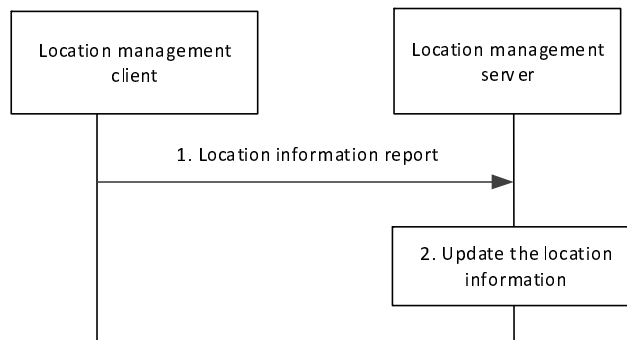 Location management
client
Location management
server
1. Location information report
2. Update the location
information